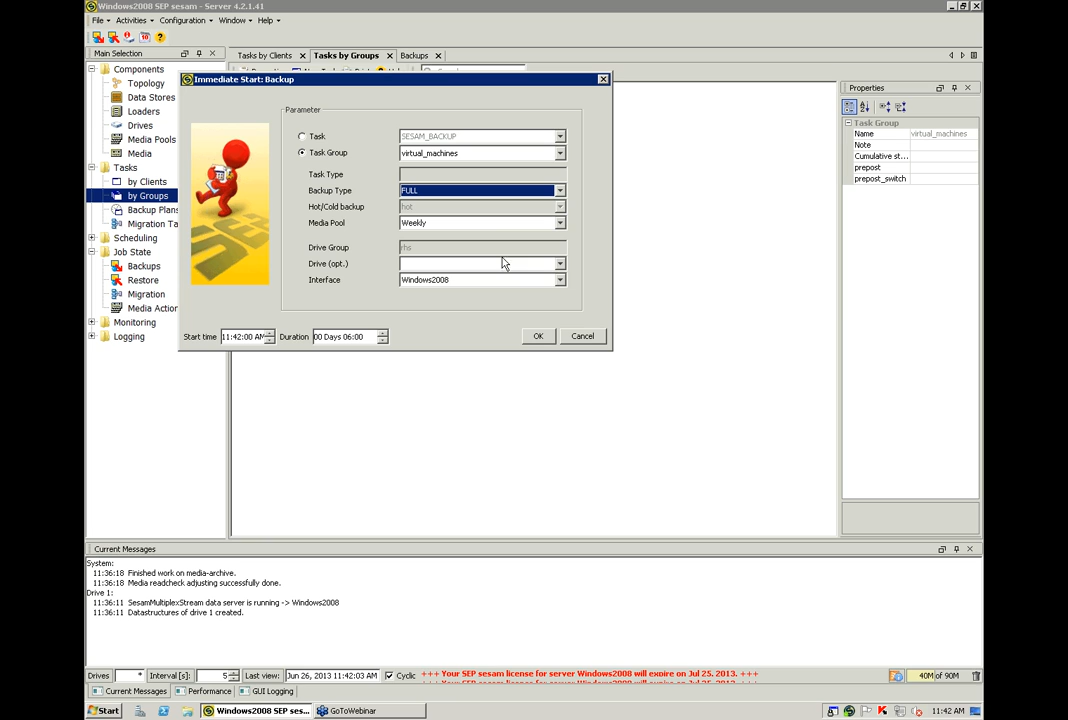 Windows2008 SEP sesam - Server 4.2.1.41
File Activities Configuration Window Help
Main Selection
Tasks by Clients Tasks by Groups Backups
Components
Topology
Data Stores
Loaders
Drives
Media Pools
Media
Tasks
by Clients
by Groups
Backup Plans
Migration Ta
Scheduling
Job State
Backups
Restore
Migration
Media Action
Monitoring
Logging
Immediate Start: Backup
Parameter
Task SESAM_BACKUP
Task Group virtual_machines
Task Type
Backup Type FULL
Hot/Cold backup hot
Media Pool Weekly
Drive Group rhs
Drive (opt.)
Interface Windows2008
Start time 11:42:00 AM Duration 00 Days 06:00 OK Cancel
Properties
Task Group
Name virtual_machines
Note
Cumulative st...
prepost
prepost_switch
Current Messages
System:
11:36:18 Finished work on media-archive.
11:36:18 Media readcheck adjusting successfully done.
Drive 1:
11:36:11 SesamMultiplexStream data server is running -> Windows2008
11:36:11 Datastructures of drive 1 created.
Drives * Interval [s]: 5 Last view: Jun 26, 2013 11:42:03 AM Cyclic +++ Your SEP sesam license for server Windows2008 will expire on Jul 25. 2013. +++ 40M of 90M
Current Messages Performance GUI Logging
Start Windows2008 SEP ses... GoToWebinar 11:42 AM